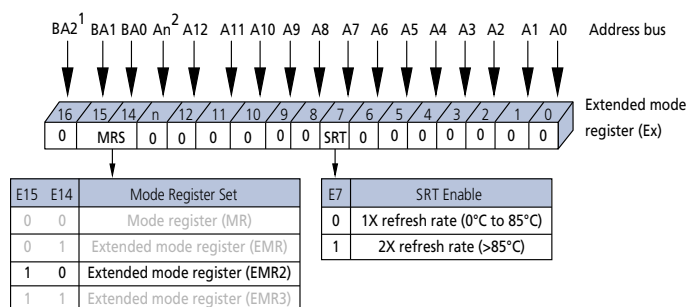 BA2¹ BA1 BA0 An² A12 A11 A10 A9 A8 A7 A6 A5 A4 A3 A2 A1 A0 Address bus
16 15 14 n 12 11 10 9 8 7 6 5 4 3 2 1 0 Extended mode
register (Ex)
0 MRS 0 0 0 0 0 0 SRT 0 0 0 0 0 0 0
E15 E14 Mode Register Set
0 0 Mode register (MR)
0 1 Extended mode register (EMR)
1 0 Extended mode register (EMR2)
1 1 Extended mode register (EMR3)
E7 SRT Enable
0 1X refresh rate (0°C to 85°C)
1 2X refresh rate (>85°C)